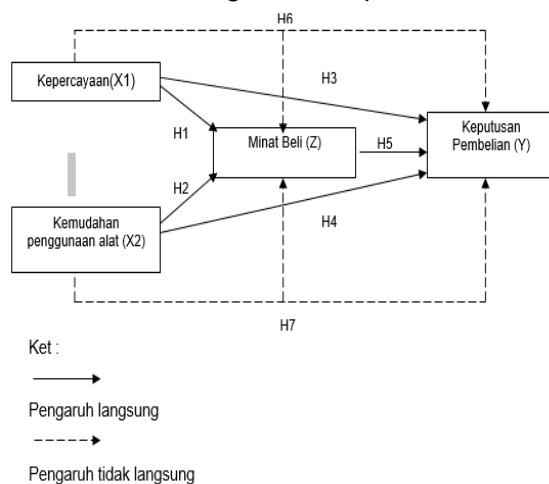 H6
Kepercayaan(X1)
H3
Keputusan
Pembelian (Y)
H1
Minat Beli (Z)
H5
H2
Kemudahan
penggunaan alat (X2)
H4
H7
Ket :
Pengaruh langsung
Pengaruh tidak langsung